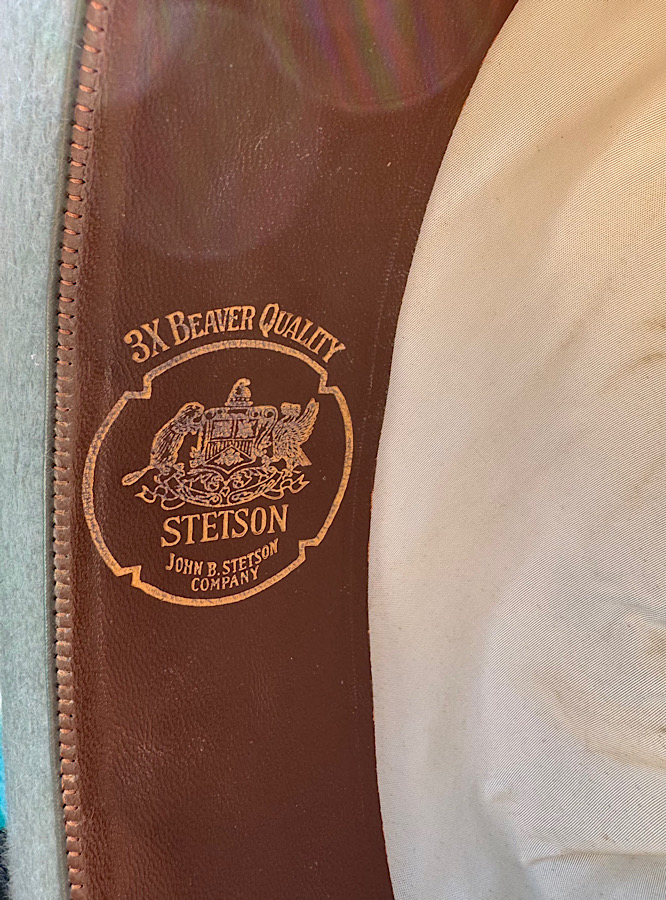 3X BEAVER QUALITY
STETSON
JOHN B. STETSON
COMPANY